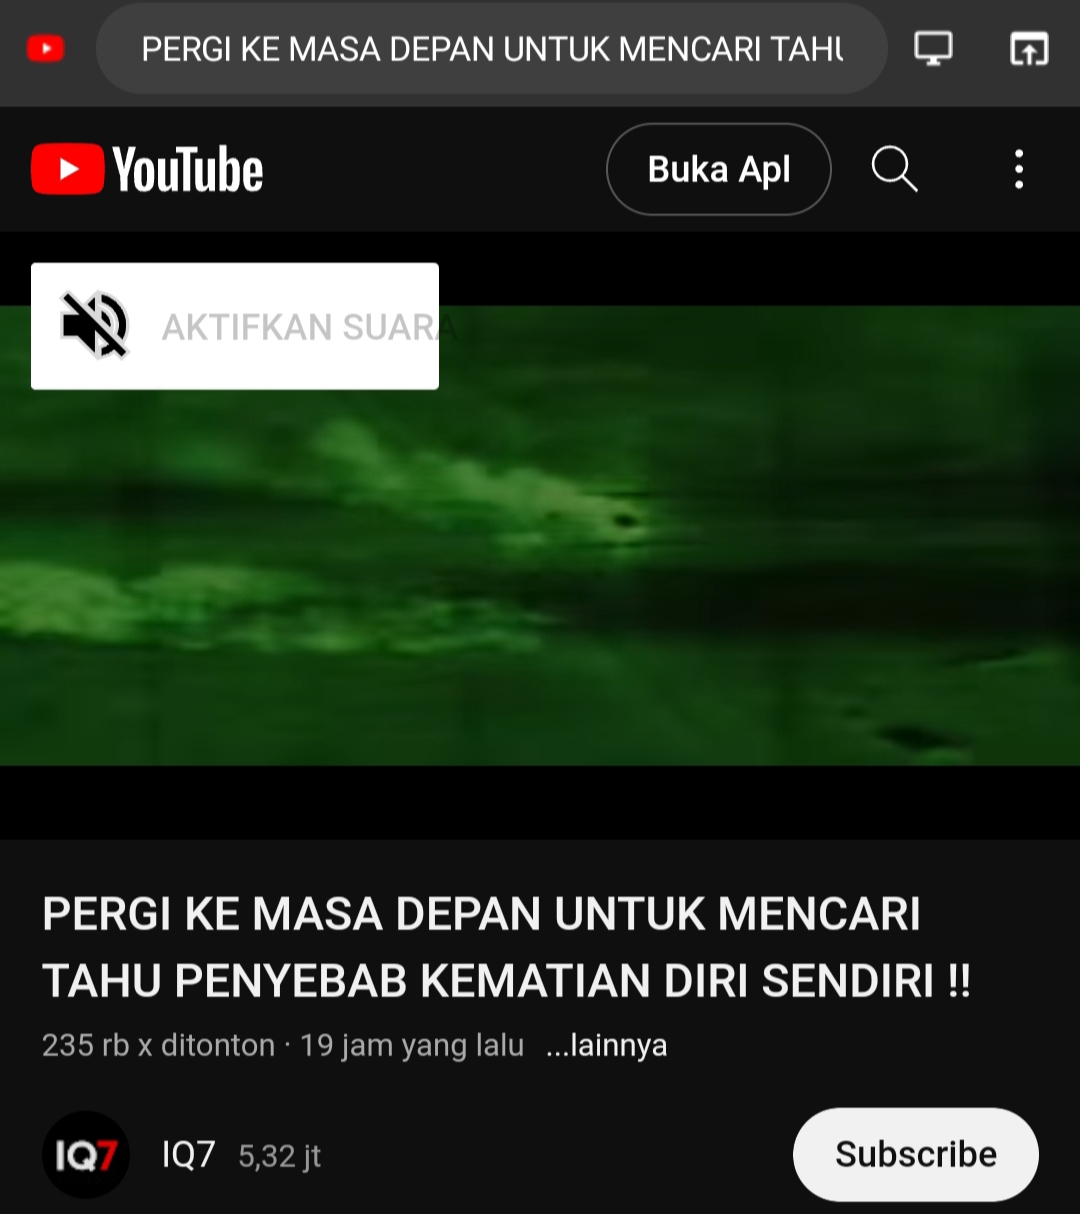 PERGI KE MASA DEPAN UNTUK MENCARI TAHU
YouTube
Buka Apl
AKTIFKAN SUARA
PERGI KE MASA DEPAN UNTUK MENCARI
TAHU PENYEBAB KEMATIAN DIRI SENDIRI !!
235 rb x ditonton · 19 jam yang lalu ...lainnya
IQ7 IQ7 5,32 jt Subscribe